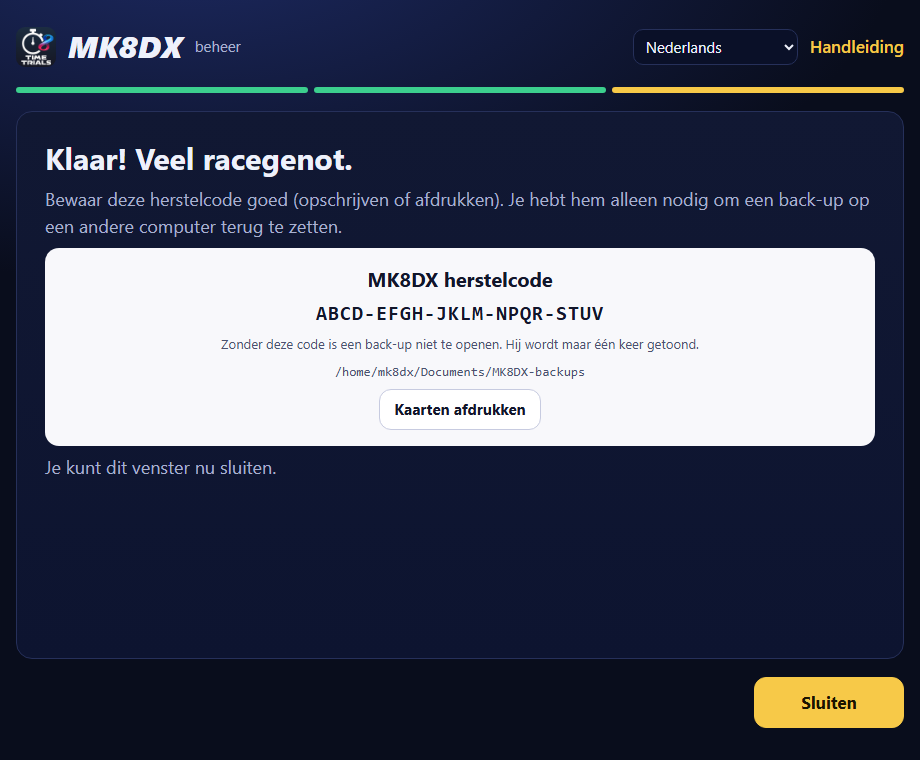 TIME TRIALS
MK8DX beheer
Nederlands
Handleiding
Klaar! Veel racegenot.
Bewaar deze herstelcode goed (opschrijven of afdrukken). Je hebt hem alleen nodig om een back-up op
een andere computer terug te zetten.
MK8DX herstelcode
ABCD-EFGH-JKLM-NPQR-STUV
Zonder deze code is een back-up niet te openen. Hij wordt maar één keer getoond.
/home/mk8dx/Documents/MK8DX-backups
Kaarten afdrukken
Je kunt dit venster nu sluiten.
Sluiten